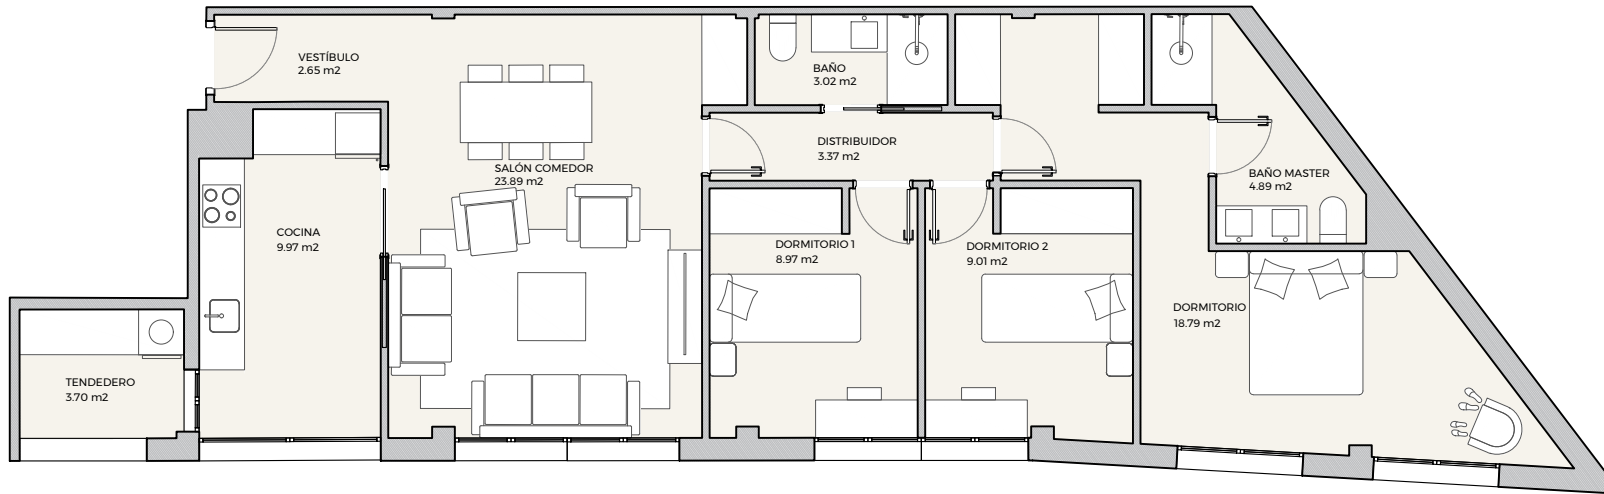 VESTÍBULO
2.65 m2
BAÑO
3.02 m2
DISTRIBUIDOR
3.37 m2
SALÓN COMEDOR
23.89 m2
BAÑO MASTER
4.89 m2
COCINA
9.97 m2
DORMITORIO 1
8.97 m2
DORMITORIO 2
9.01 m2
DORMITORIO
18.79 m2
TENDEDERO
3.70 m2